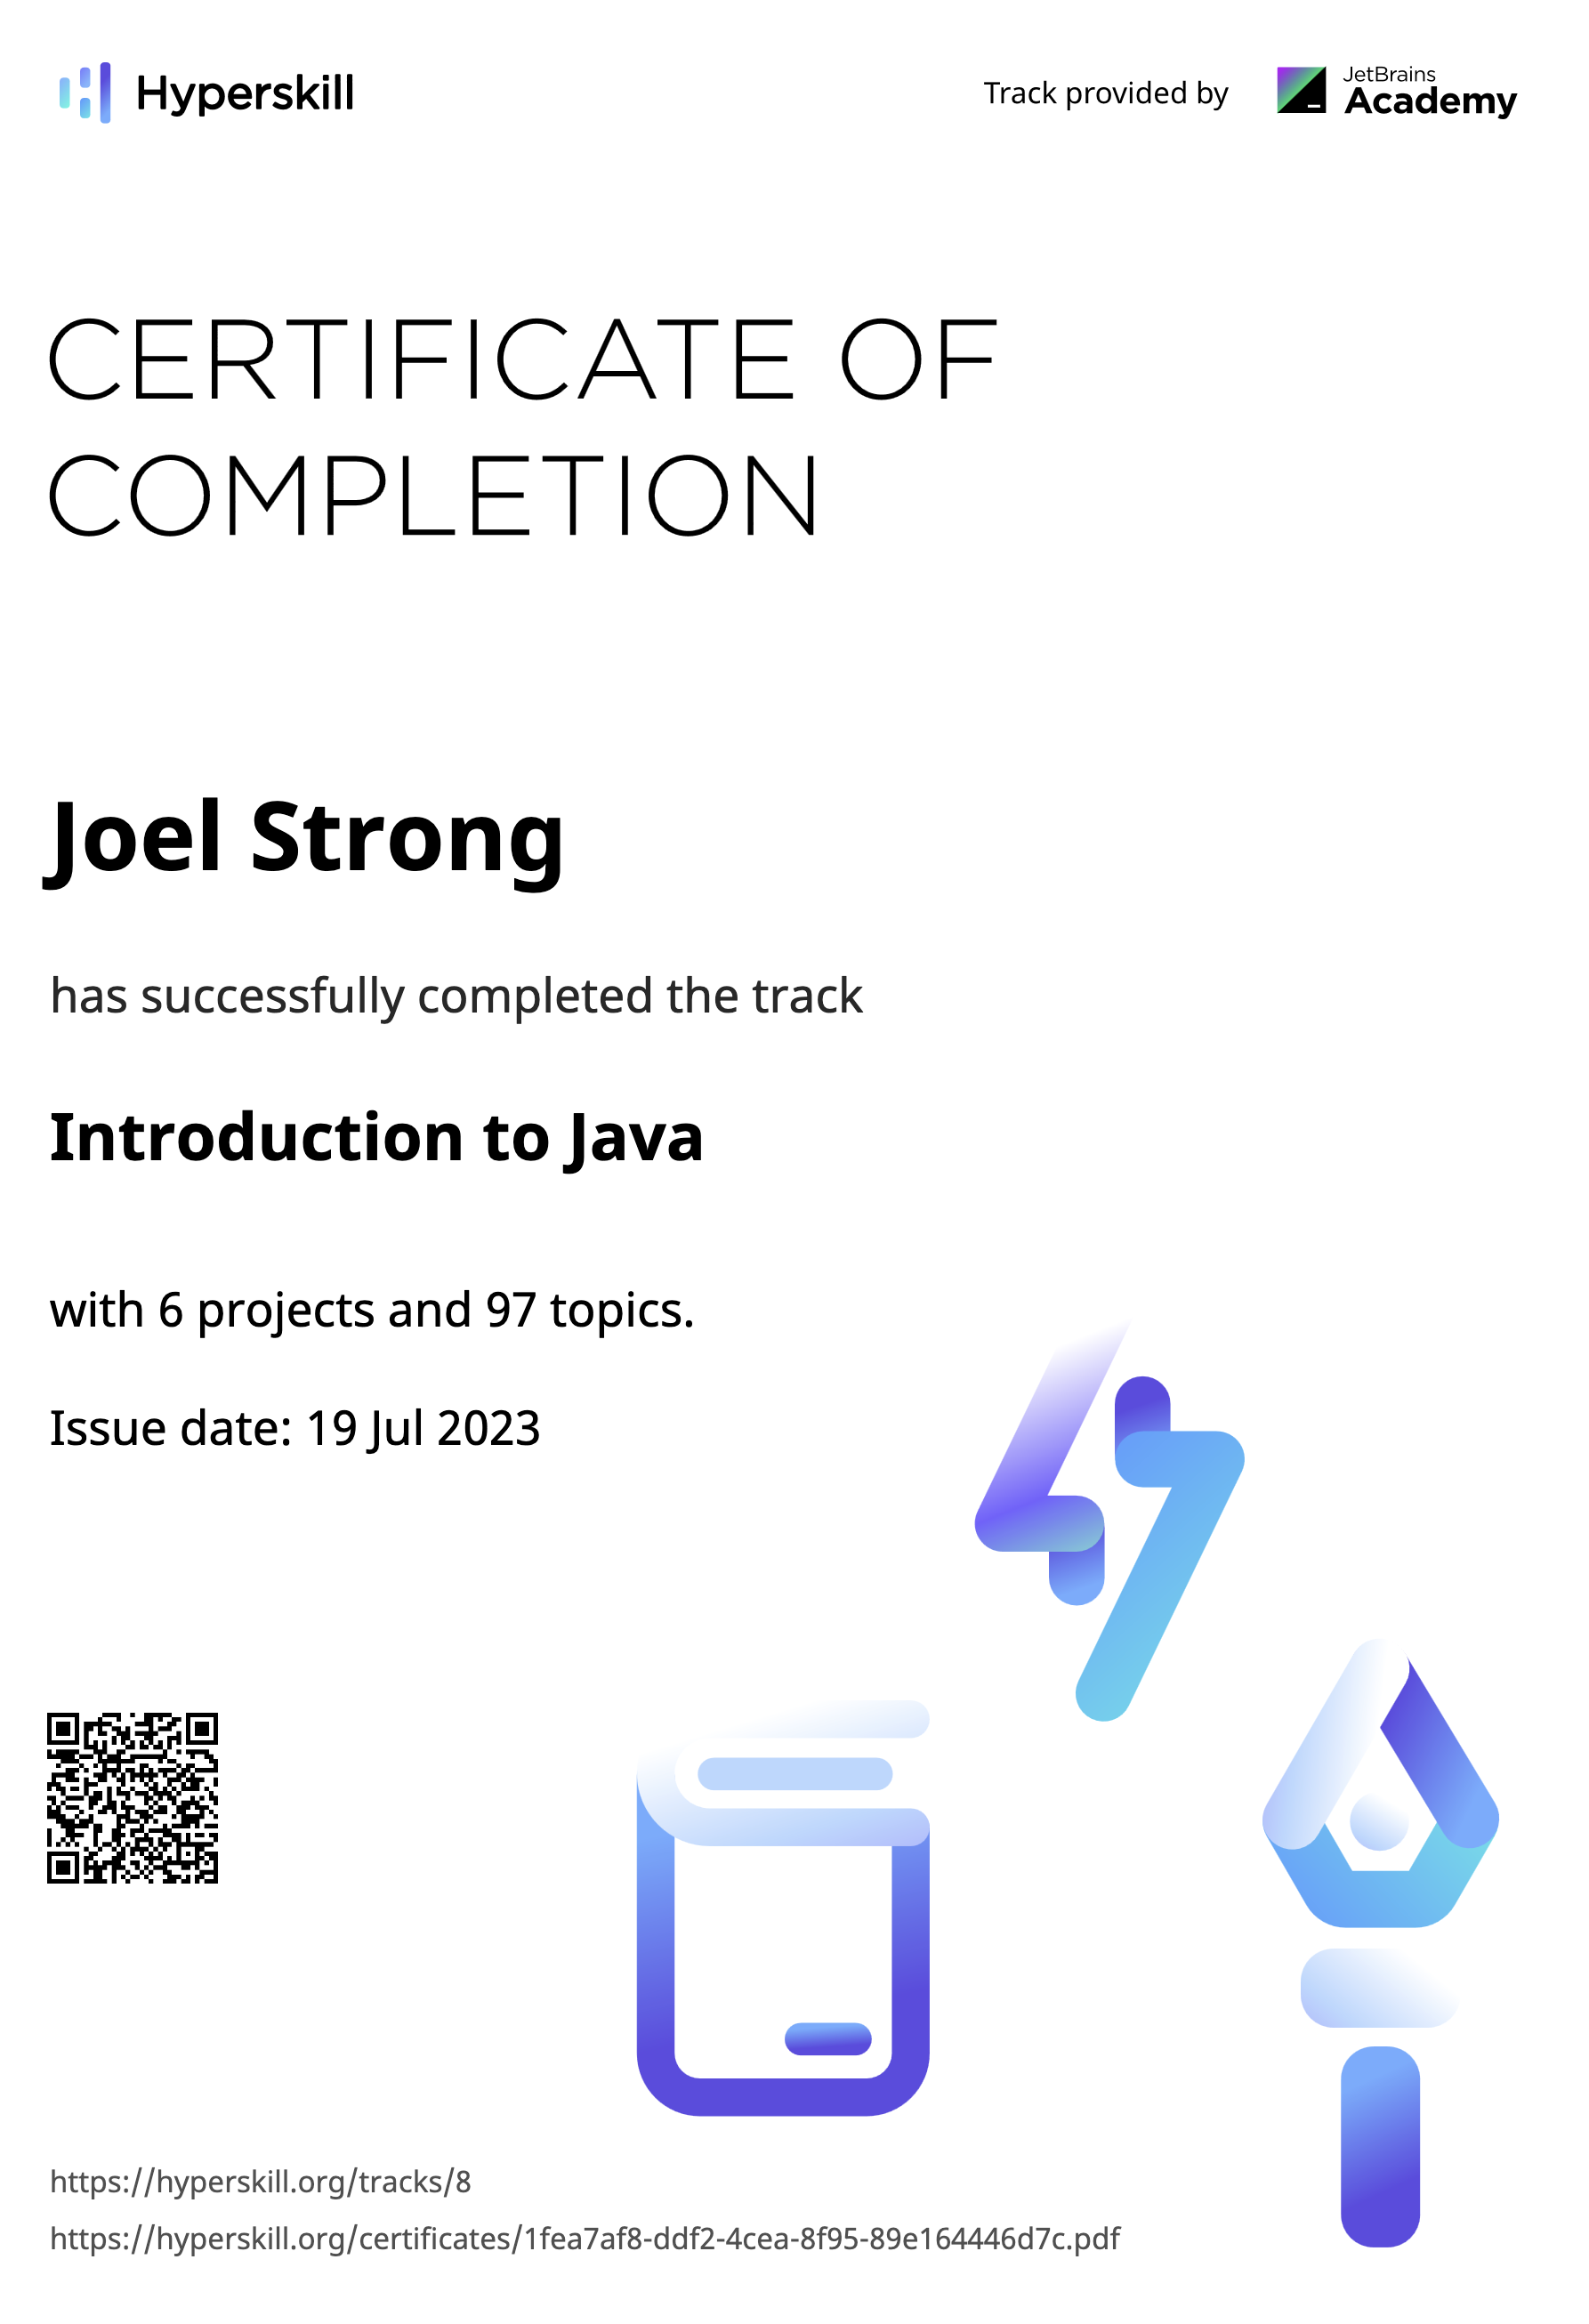 Hyperskill
Track provided by
JetBrains
Academy
CERTIFICATE OF
COMPLETION
Joel Strong
has successfully completed the track
Introduction to Java
with 6 projects and 97 topics.
Issue date: 19 Jul 2023
https://hyperskill.org/tracks/8
https://hyperskill.org/certificates/1fea7af8-ddf2-4cea-8f95-89e164446d7c.pdf